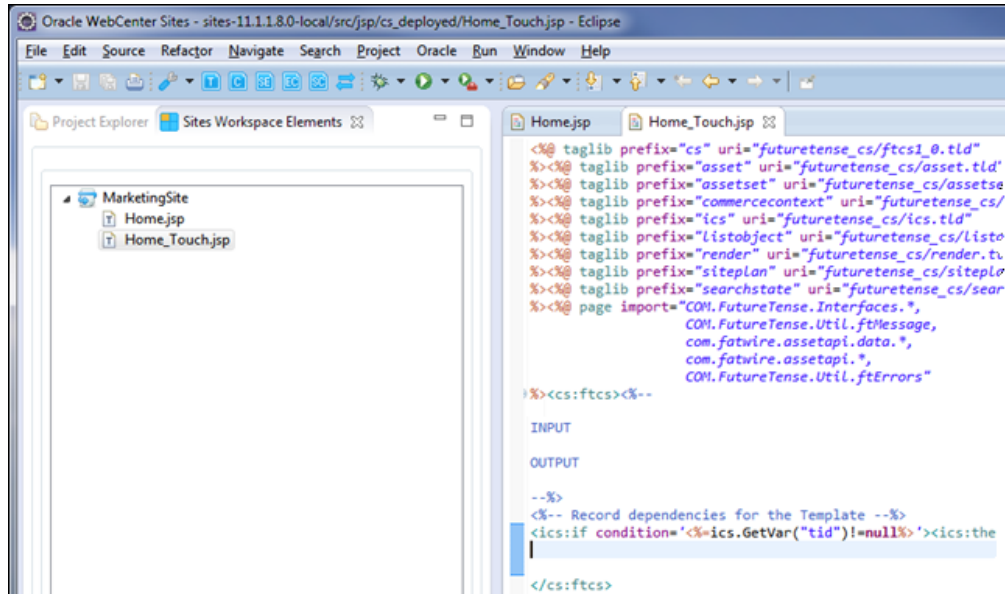 Oracle WebCenter Sites - sites-11.1.1.8.0-local/src/jsp/cs_deployed/Home_Touch.jsp - Eclipse
File Edit Source Refactor Navigate Search Project Oracle Run Window Help
T C SE EC SC
Project Explorer Sites Workspace Elements
MarketingSite
T Home.jsp
T Home_Touch.jsp
Home.jsp Home_Touch.jsp
<%@ taglib prefix="cs" uri="futuretense_cs/ftcs1_0.tld"
%><%@ taglib prefix="asset" uri="futuretense_cs/asset.tld"
%><%@ taglib prefix="assetset" uri="futuretense_cs/assetse
%><%@ taglib prefix="commercecontext" uri="futuretense_cs/
%><%@ taglib prefix="ics" uri="futuretense_cs/ics.tld"
%><%@ taglib prefix="listobject" uri="futuretense_cs/listo
%><%@ taglib prefix="render" uri="futuretense_cs/render.tl
%><%@ taglib prefix="siteplan" uri="futuretense_cs/sitepla
%><%@ taglib prefix="searchstate" uri="futuretense_cs/sear
%><%@ page import="COM.FutureTense.Interfaces.*,
COM.FutureTense.Util.ftMessage,
com.fatwire.assetapi.data.*,
com.fatwire.assetapi.*,
COM.FutureTense.Util.ftErrors"
%><cs:ftcs><%--
INPUT
OUTPUT
--%>
<%-- Record dependencies for the Template --%>
<ics:if condition='<%=ics.GetVar("tid")!=null%>'><ics:the
</cs:ftcs>